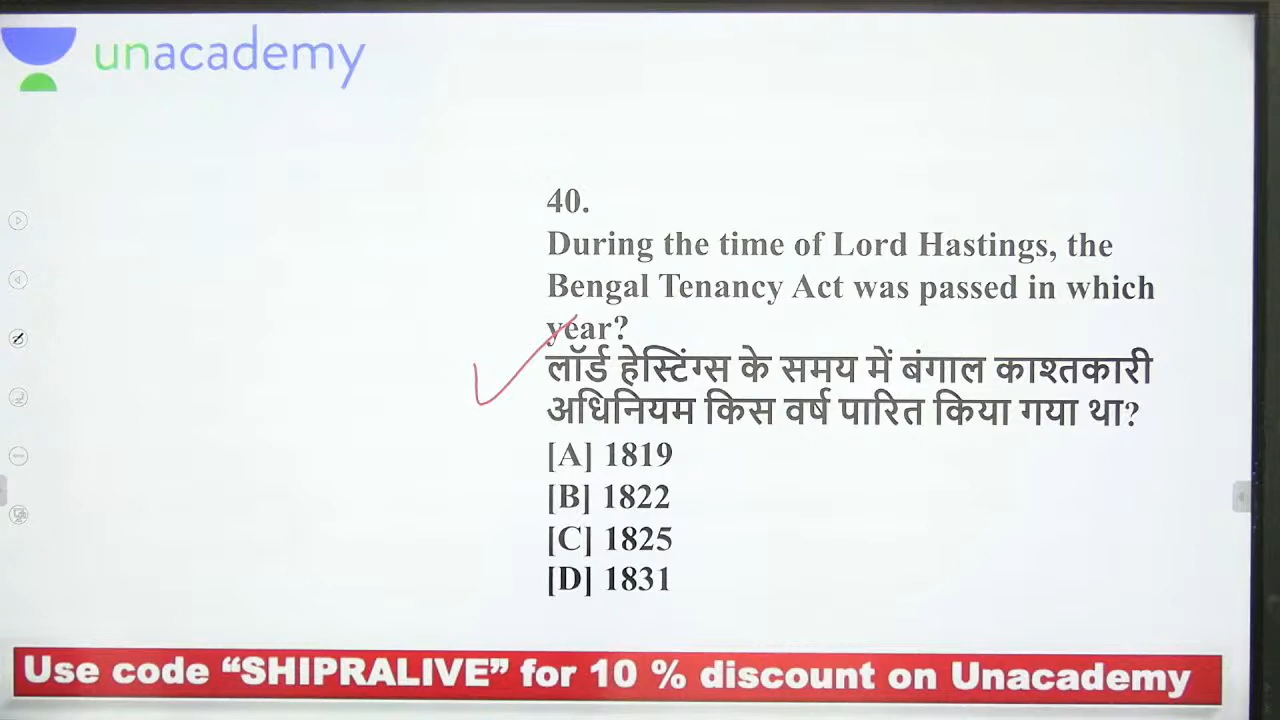 unacademy
40.
During the time of Lord Hastings, the
Bengal Tenancy Act was passed in which
year?
लॉर्ड हेस्टिंग्स के समय में बंगाल काश्तकारी
अधिनियम किस वर्ष पारित किया गया था?
[A] 1819
[B] 1822
[C] 1825
[D] 1831
Use code “SHIPRALIVE” for 10 % discount on Unacademy